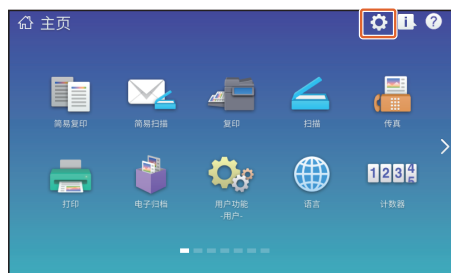 主页
简易复印 简易扫描 复印 扫描 传真
打印 电子归档 用户功能 语言 计数器
-用户-